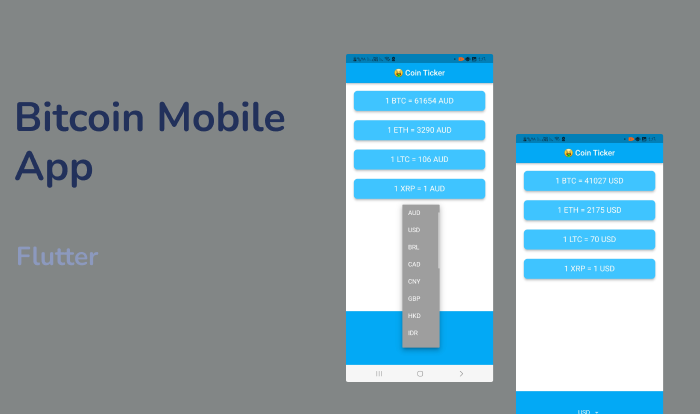 Bitcoin Mobile
App
Flutter
🤑 Coin Ticker
1 BTC = 61654 AUD
1 ETH = 3290 AUD
1 LTC = 106 AUD
1 XRP = 1 AUD
AUD
USD
BRL
CAD
CNY
GBP
HKD
IDR
🤑 Coin Ticker
1 BTC = 41027 USD
1 ETH = 2175 USD
1 LTC = 70 USD
1 XRP = 1 USD
USD